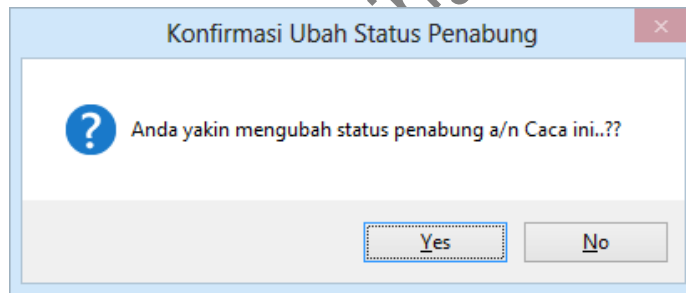 Konfirmasi Ubah Status Penabung
Anda yakin mengubah status penabung a/n Caca ini..??
Yes
No